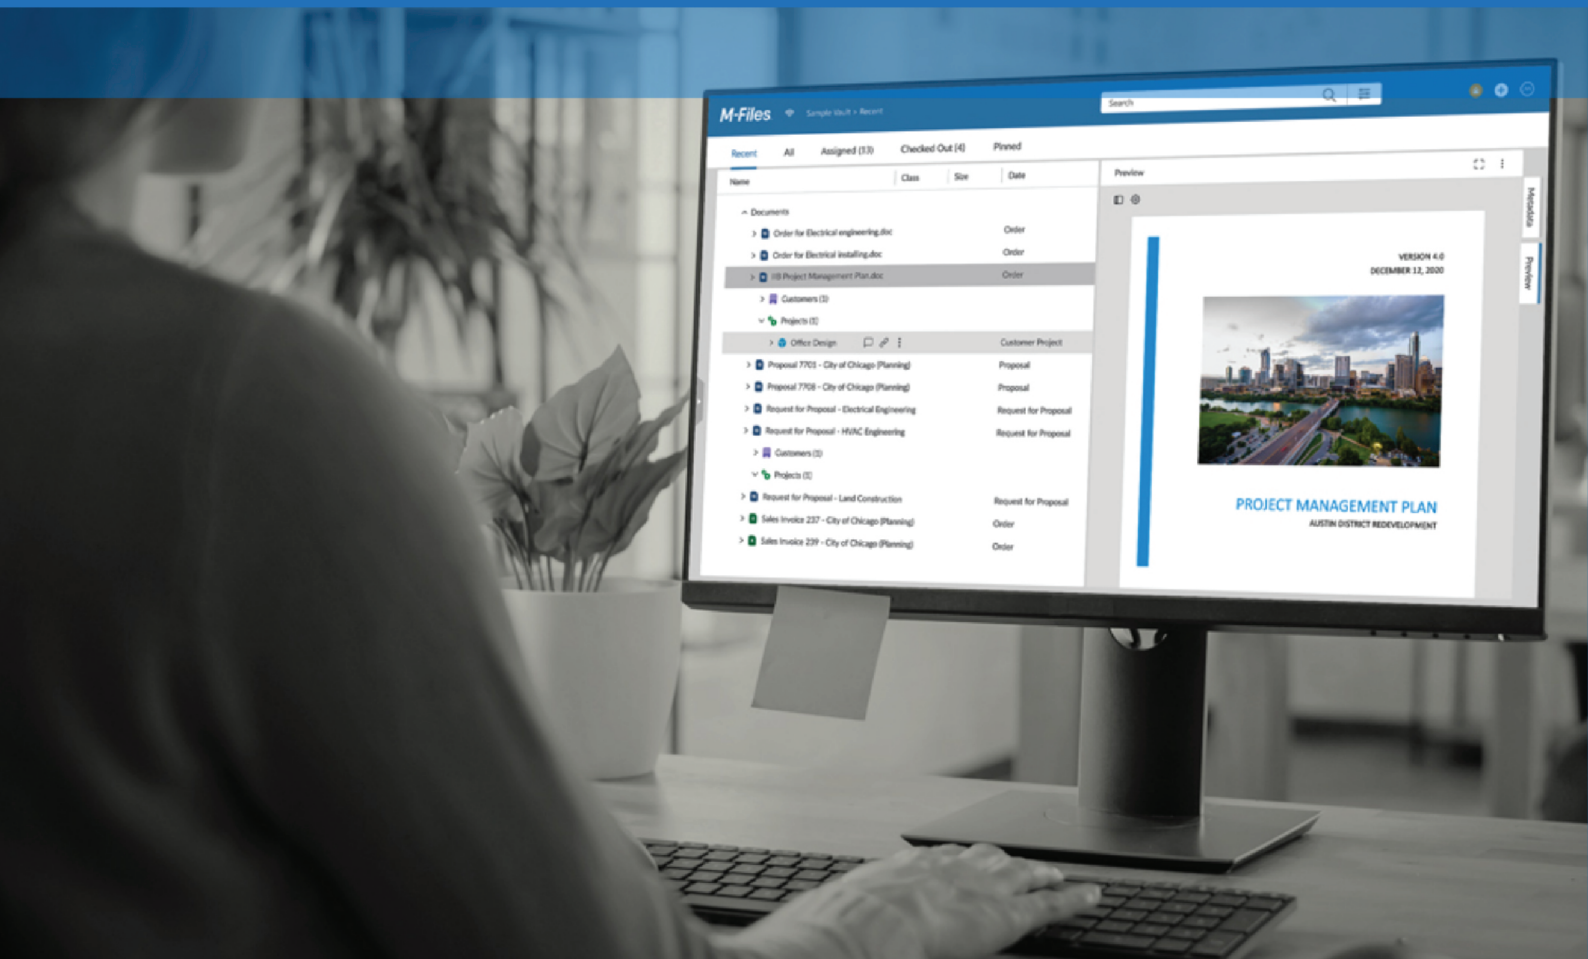 M-Files
Sample Vault > Recent
Search
Recent All Assigned (13) Checked Out (4) Pinned
Name Class Size Date
Preview
Documents
Order for Electrical engineering.doc Order
Order for Electrical installing.doc Order
Project Management Plan.doc Order
Customers (1)
Projects (1)
Office Design Customer Project
Proposal 7701 - City of Chicago (Planning) Proposal
Proposal 7708 - City of Chicago (Planning) Proposal
Request for Proposal - Electrical Engineering Request for Proposal
Request for Proposal - HVAC Engineering Request for Proposal
Customers (1)
Projects (1)
Request for Proposal - Land Construction Request for Proposal
Sales Invoice 237 - City of Chicago (Planning) Order
Sales Invoice 239 - City of Chicago (Planning) Order
VERSION 4.0
DECEMBER 12, 2020
PROJECT MANAGEMENT PLAN
AUSTIN DISTRICT REDEVELOPMENT
Metadata
Preview